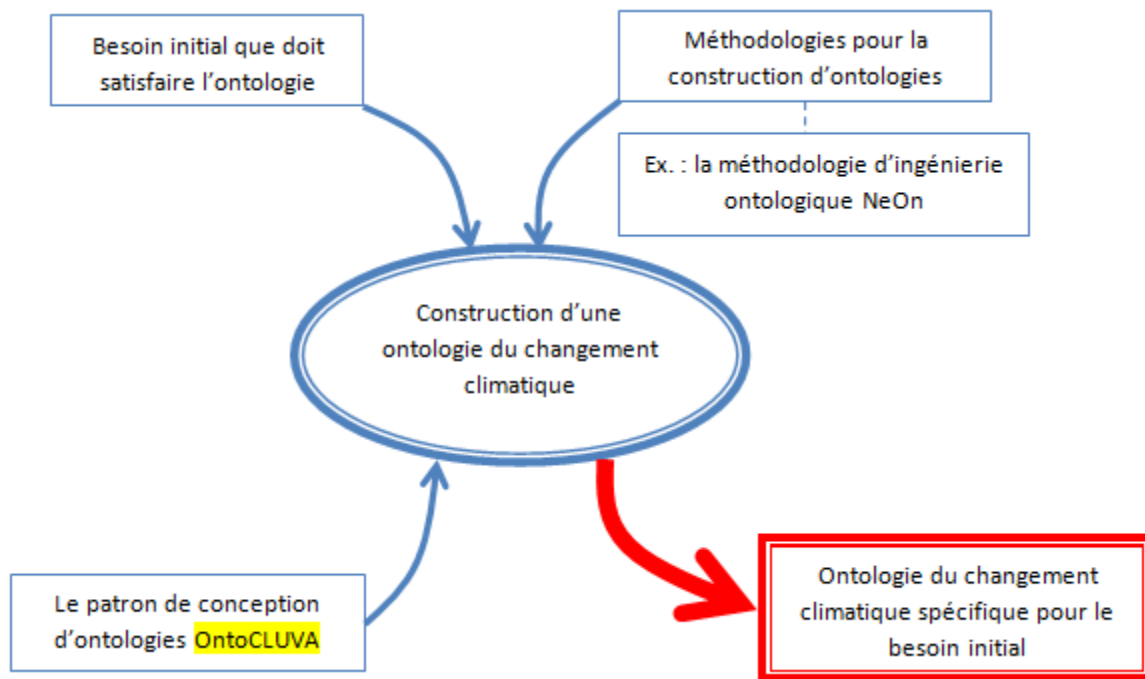 Besoin initial que doit
satisfaire l’ontologie
Méthodologies pour la
construction d’ontologies
Ex. : la méthodologie d’ingénierie
ontologique NeOn
Construction d’une
ontologie du changement
climatique
Le patron de conception
d’ontologies OntoCLUVA
Ontologie du changement
climatique spécifique pour le
besoin initial